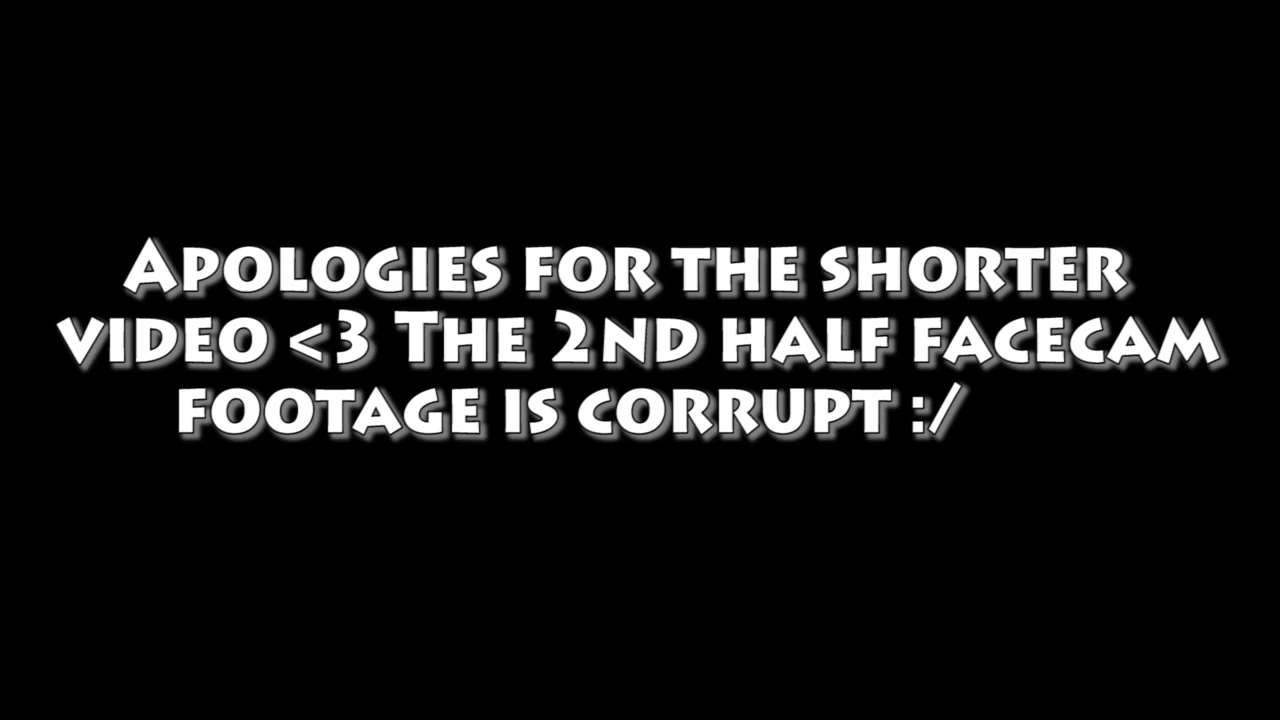 Apologies for the shorter
video <3 The 2nd half facecam
footage is corrupt :/